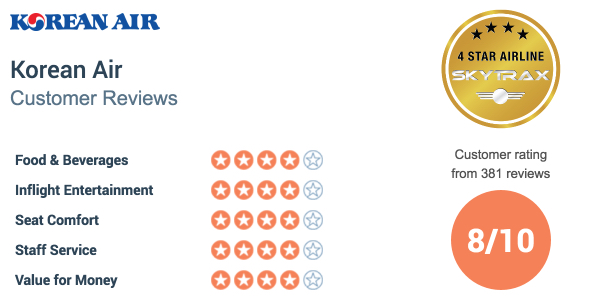 KOREAN AIR
Korean Air
Customer Reviews
4 STAR AIRLINE
SKYTRAX
Customer rating
from 381 reviews
8/10
Food & Beverages
Inflight Entertainment
Seat Comfort
Staff Service
Value for Money